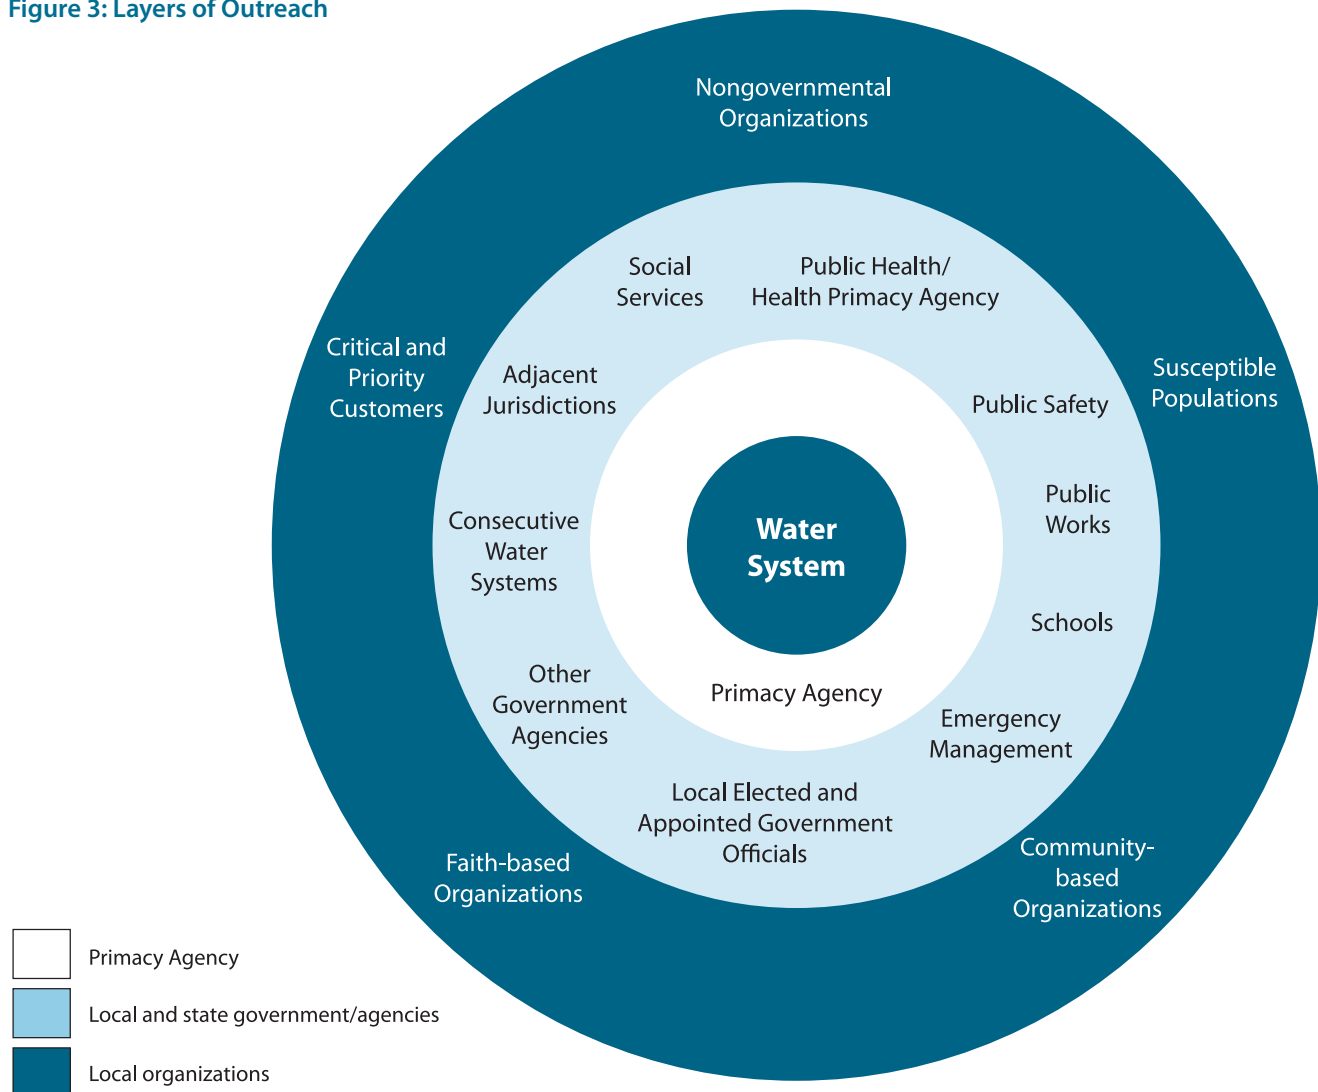 Figure 3: Layers of Outreach
Nongovernmental
Organizations
Social
Services
Public Health/
Health Primacy Agency
Critical and
Priority
Customers
Adjacent
Jurisdictions
Public Safety
Susceptible
Populations
Consecutive
Water
Systems
Water
System
Public
Works
Schools
Other
Government
Agencies
Primacy Agency
Emergency
Management
Local Elected and
Appointed Government
Officials
Faith-based
Organizations
Community-
based
Organizations
Primacy Agency
Local and state government/agencies
Local organizations